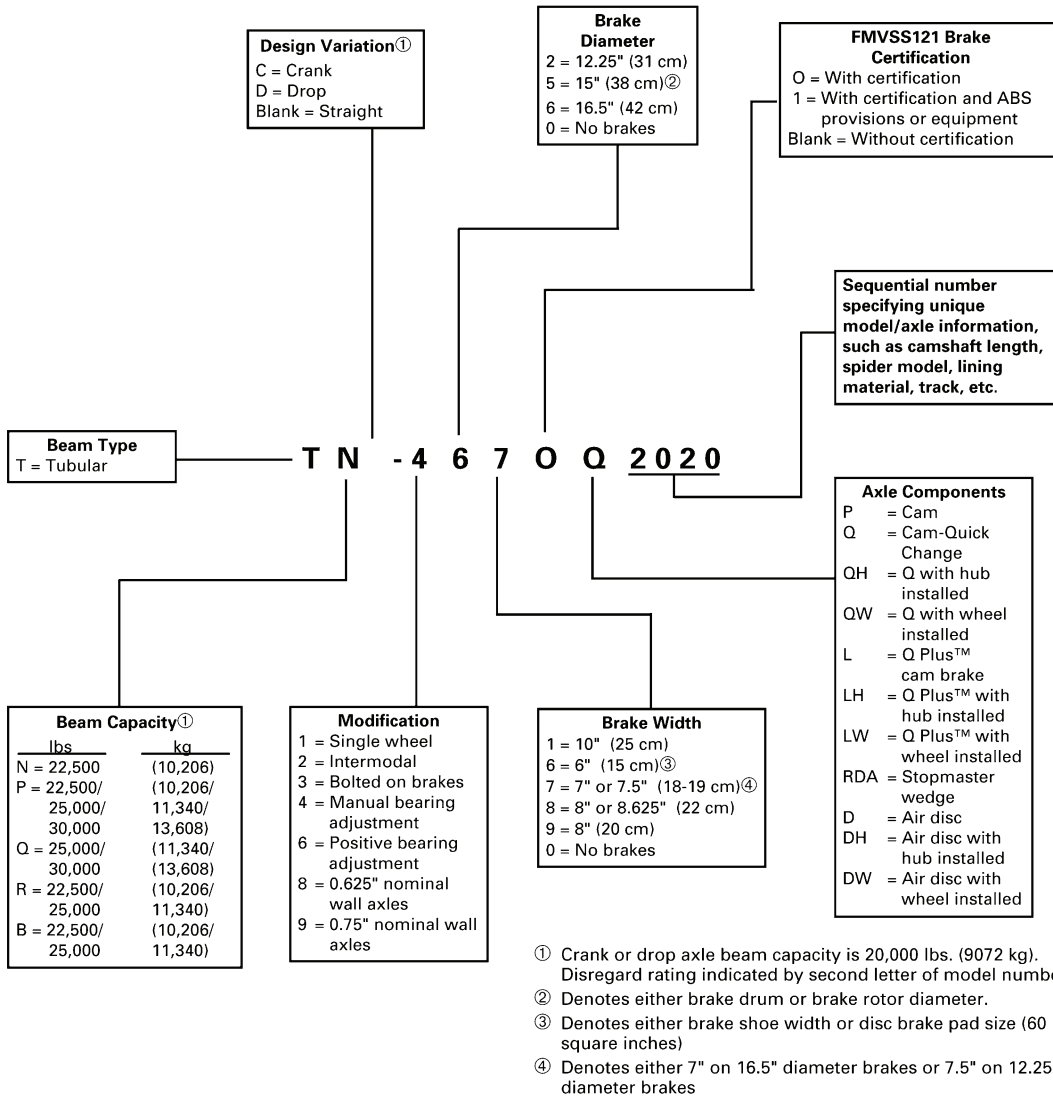 Design Variation①
C = Crank
D = Drop
Blank = Straight
Brake
Diameter
2 = 12.25" (31 cm)
5 = 15" (38 cm)②
6 = 16.5" (42 cm)
0 = No brakes
FMVSS121 Brake
Certification
O = With certification
1 = With certification and ABS
provisions or equipment
Blank = Without certification
Sequential number
specifying unique
model/axle information,
such as camshaft length,
spider model, lining
material, track, etc.
Beam Type
T = Tubular
T N - 4 6 7 O Q 2 0 2 0
Axle Components
P = Cam
Q = Cam-Quick
Change
QH = Q with hub
installed
QW = Q with wheel
installed
L = Q Plus™
cam brake
LH = Q Plus™ with
hub installed
LW = Q Plus™ with
wheel installed
RDA = Stopmaster
wedge
D = Air disc
DH = Air disc with
hub installed
DW = Air disc with
wheel installed
Beam Capacity①
lbs kg
N = 22,500 (10,206)
P = 22,500/ (10,206/
25,000/ 11,340/
30,000 13,608)
Q = 25,000/ (11,340/
30,000 (13,608)
R = 22,500/ (10,206/
25,000 11,340)
B = 22,500/ (10,206/
25,000 11,340)
Modification
1 = Single wheel
2 = Intermodal
3 = Bolted on brakes
4 = Manual bearing
adjustment
6 = Positive bearing
adjustment
8 = 0.625" nominal
wall axles
9 = 0.75" nominal wall
axles
Brake Width
1 = 10" (25 cm)
6 = 6" (15 cm)③
7 = 7" or 7.5" (18-19 cm)④
8 = 8" or 8.625" (22 cm)
9 = 8" (20 cm)
0 = No brakes
① Crank or drop axle beam capacity is 20,000 lbs. (9072 kg).
Disregard rating indicated by second letter of model numbe
② Denotes either brake drum or brake rotor diameter.
③ Denotes either brake shoe width or disc brake pad size (60
square inches)
④ Denotes either 7" on 16.5" diameter brakes or 7.5" on 12.25
diameter brakes